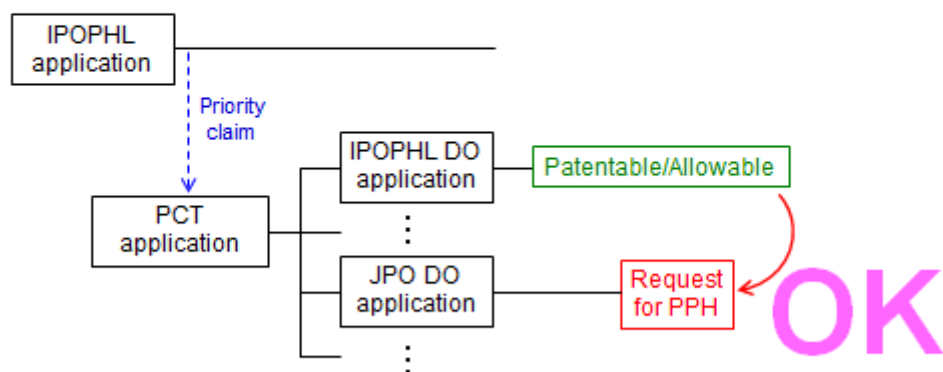 IPOPHL
application
Priority
claim
IPOPHL DO
application
Patentable/Allowable
PCT
application
JPO DO
application
Request
for PPH
OK